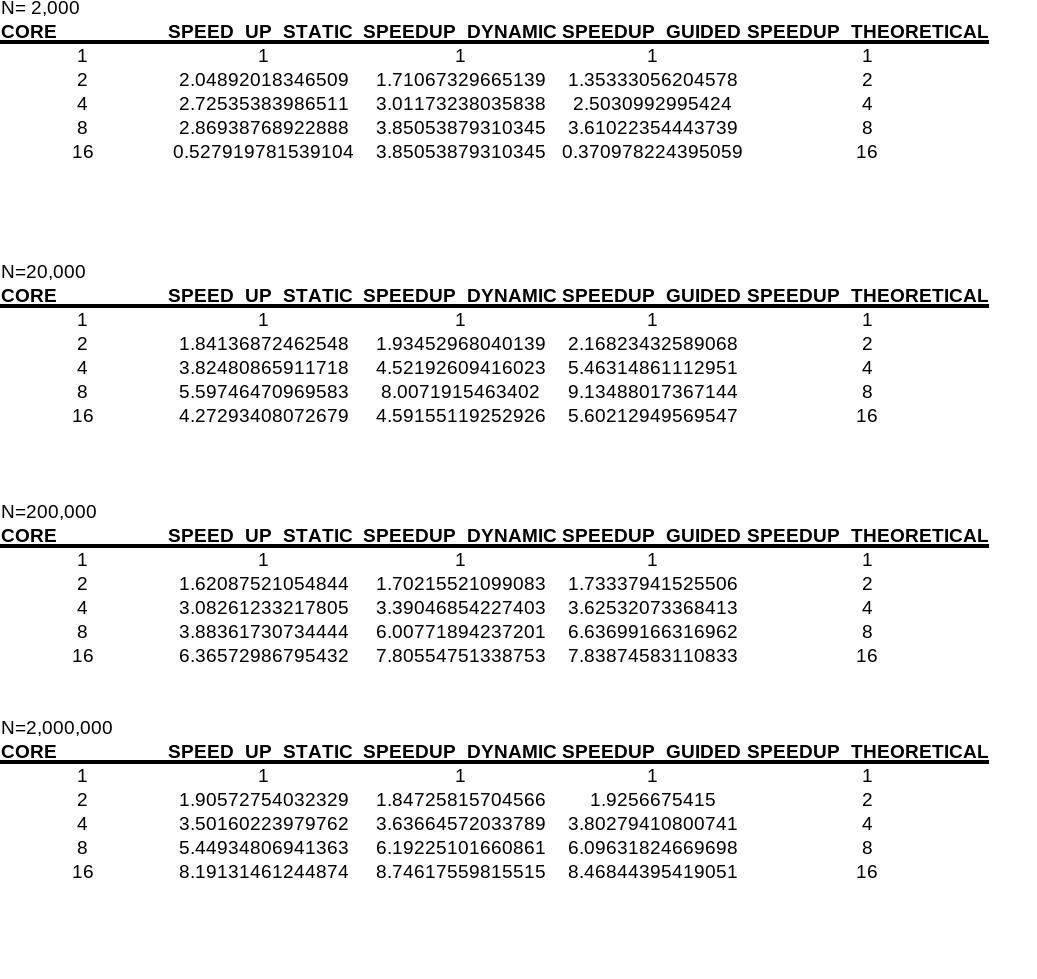 N= 2,000
CORE SPEED UP STATIC SPEEDUP DYNAMIC SPEEDUP GUIDED SPEEDUP THEORETICAL
1 1 1 1 1
2 2.04892018346509 1.71067329665139 1.35333056204578 2
4 2.72535383986511 3.01173238035838 2.5030992995424 4
8 2.86938768922888 3.85053879310345 3.61022354443739 8
16 0.527919781539104 3.85053879310345 0.370978224395059 16
N=20,000
CORE SPEED UP STATIC SPEEDUP DYNAMIC SPEEDUP GUIDED SPEEDUP THEORETICAL
1 1 1 1 1
2 1.84136872462548 1.93452968040139 2.16823432589068 2
4 3.82480865911718 4.52192609416023 5.46314861112951 4
8 5.59746470969583 8.0071915463402 9.13488017367144 8
16 4.27293408072679 4.59155119252926 5.60212949569547 16
N=200,000
CORE SPEED UP STATIC SPEEDUP DYNAMIC SPEEDUP GUIDED SPEEDUP THEORETICAL
1 1 1 1 1
2 1.62087521054844 1.70215521099083 1.73337941525506 2
4 3.08261233217805 3.39046854227403 3.62532073368413 4
8 3.88361730734444 6.00771894237201 6.63699166316962 8
16 6.36572986795432 7.80554751338753 7.83874583110833 16
N=2,000,000
CORE SPEED UP STATIC SPEEDUP DYNAMIC SPEEDUP GUIDED SPEEDUP THEORETICAL
1 1 1 1 1
2 1.90572754032329 1.84725815704566 1.9256675415 2
4 3.50160223979762 3.63664572033789 3.80279410800741 4
8 5.44934806941363 6.19225101660861 6.09631824669698 8
16 8.19131461244874 8.74617559815515 8.46844395419051 16